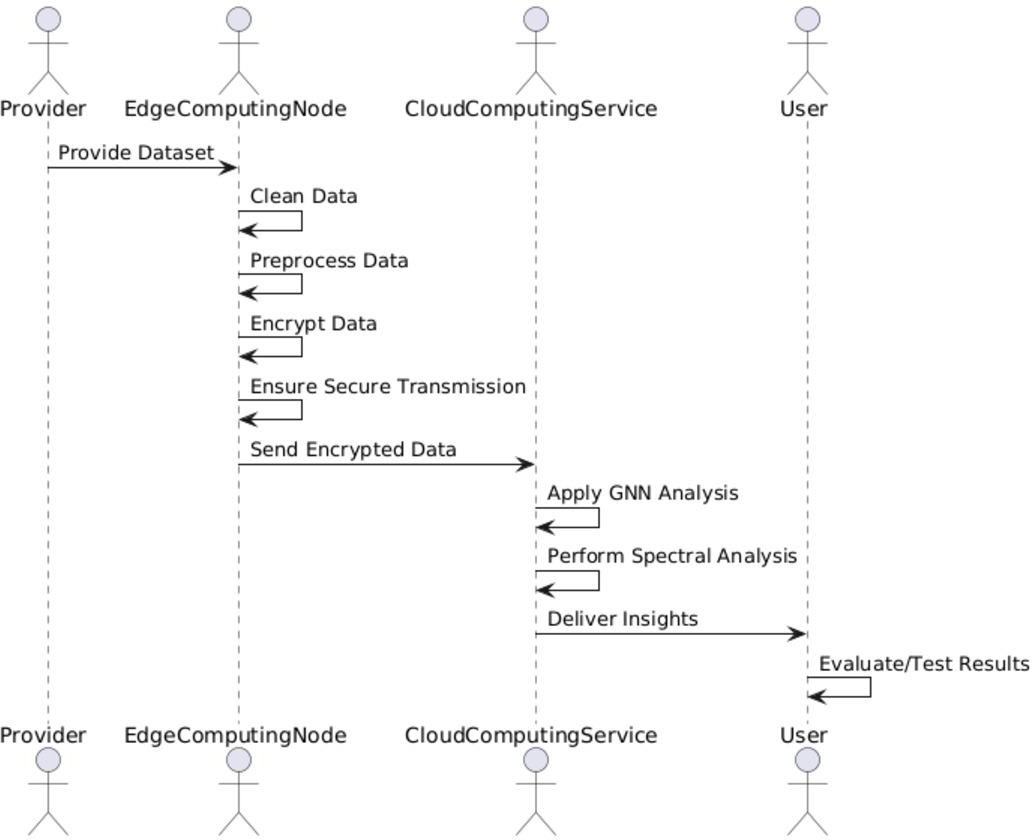 Provider EdgeComputingNode CloudComputingService User
Provide Dataset
Clean Data
Preprocess Data
Encrypt Data
Ensure Secure Transmission
Send Encrypted Data
Apply GNN Analysis
Perform Spectral Analysis
Deliver Insights
Evaluate/Test Results
Provider EdgeComputingNode CloudComputingService User